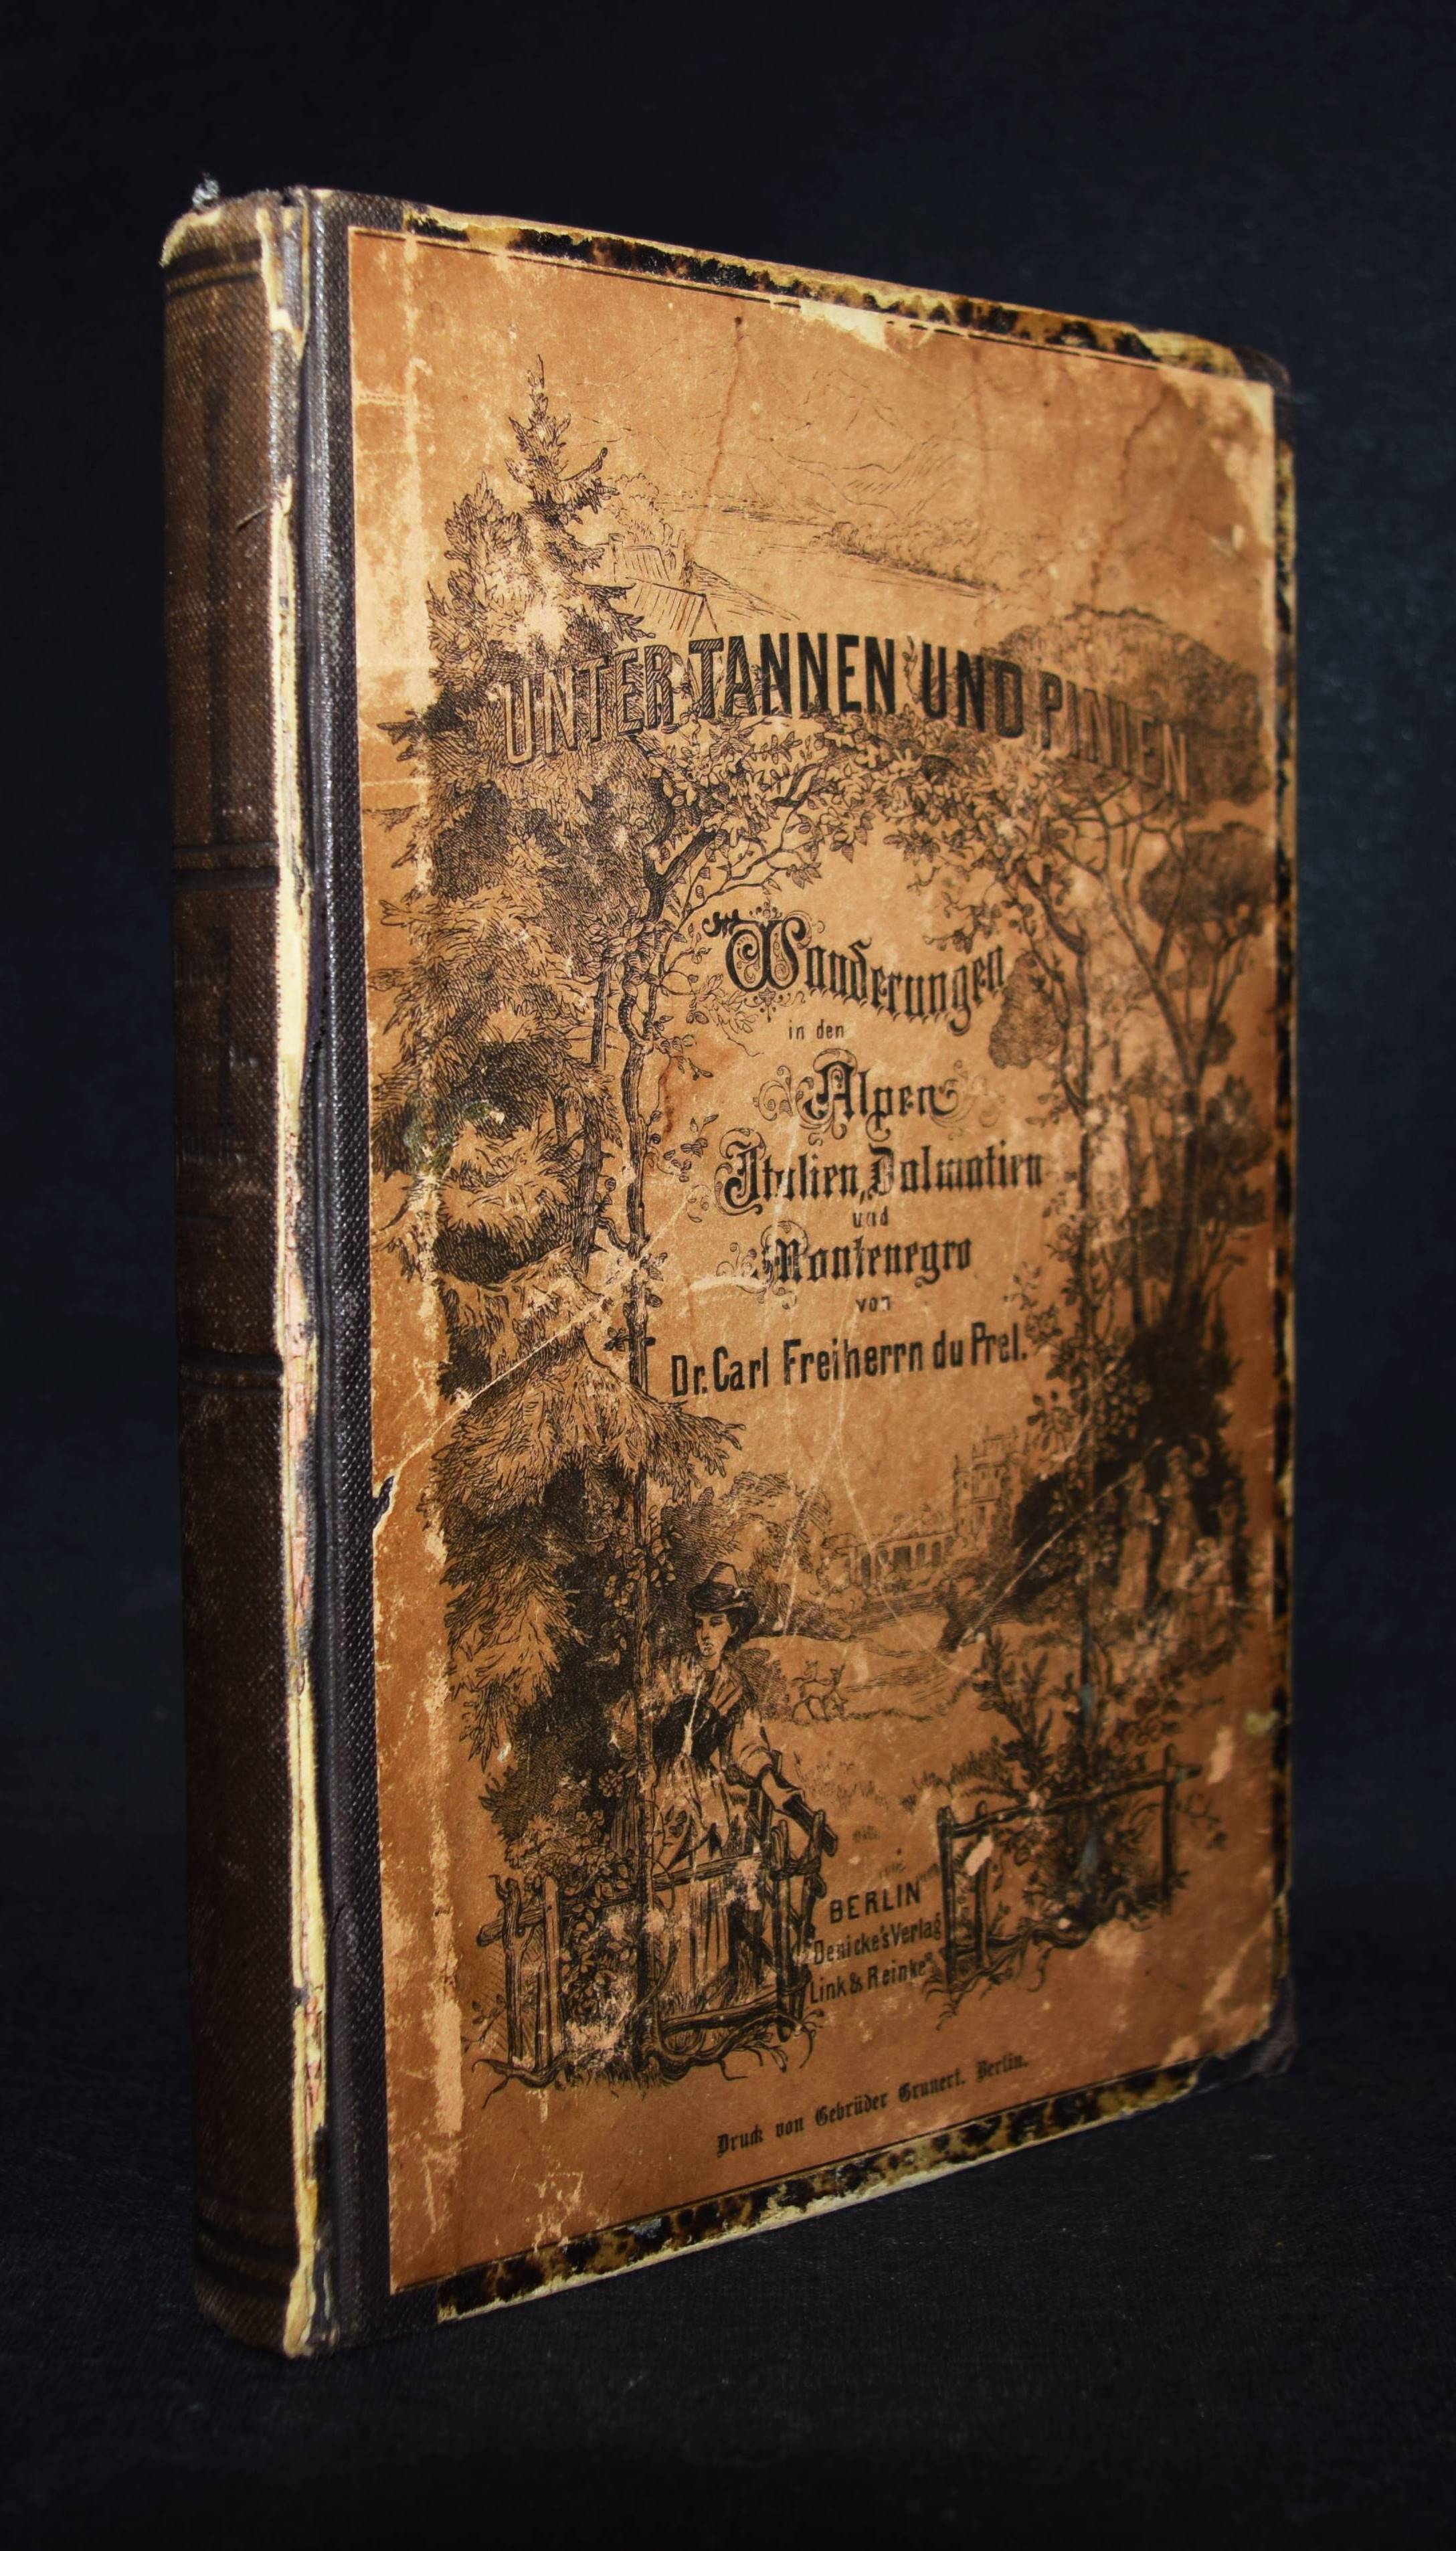 UNTER TANNEN UND PINIEN
Wanderungen
in den
Alpen
Italien, Dalmatien
und
Montenegro
von
Dr. Carl Freiherrn du Prel.
BERLIN
Denicke's Verlag
Link & Reinke
Druck von Gebrüder Grunert. Berlin.